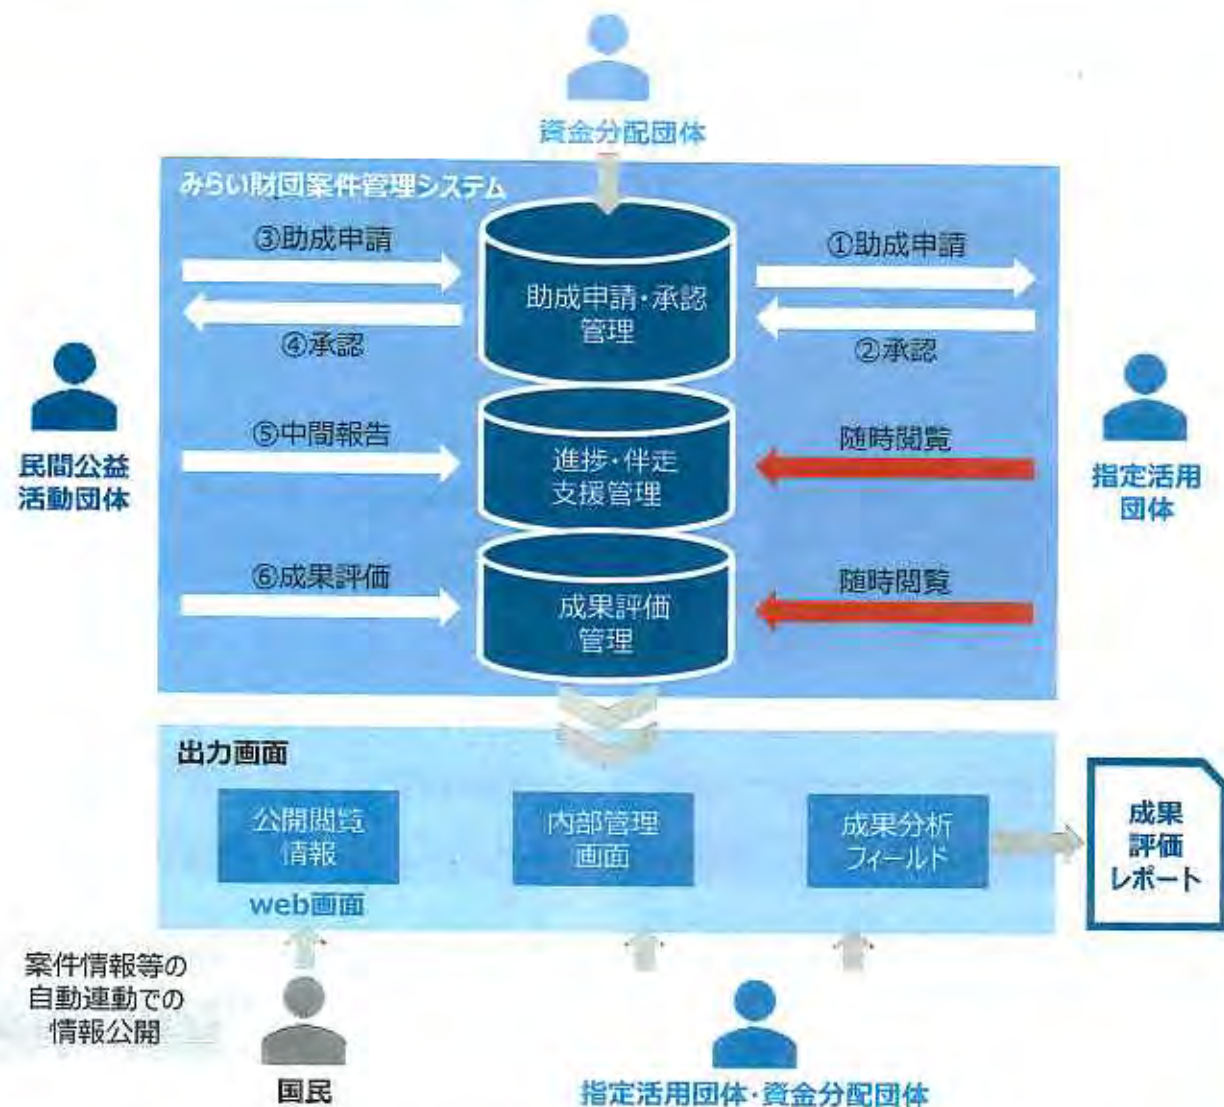 資金分配団体
みらい財団案件管理システム
③助成申請
①助成申請
助成申請・承認
管理
④承認
②承認
民間公益
活動団体
⑤中間報告
進捗・伴走
支援管理
随時閲覧
指定活用
団体
⑥成果評価
成果評価
管理
随時閲覧
出力画面
公開閲覧
情報
内部管理
画面
成果分析
フィールド
成果
評価
レポート
web画面
案件情報等の
自動連動での
情報公開
国民
指定活用団体・資金分配団体